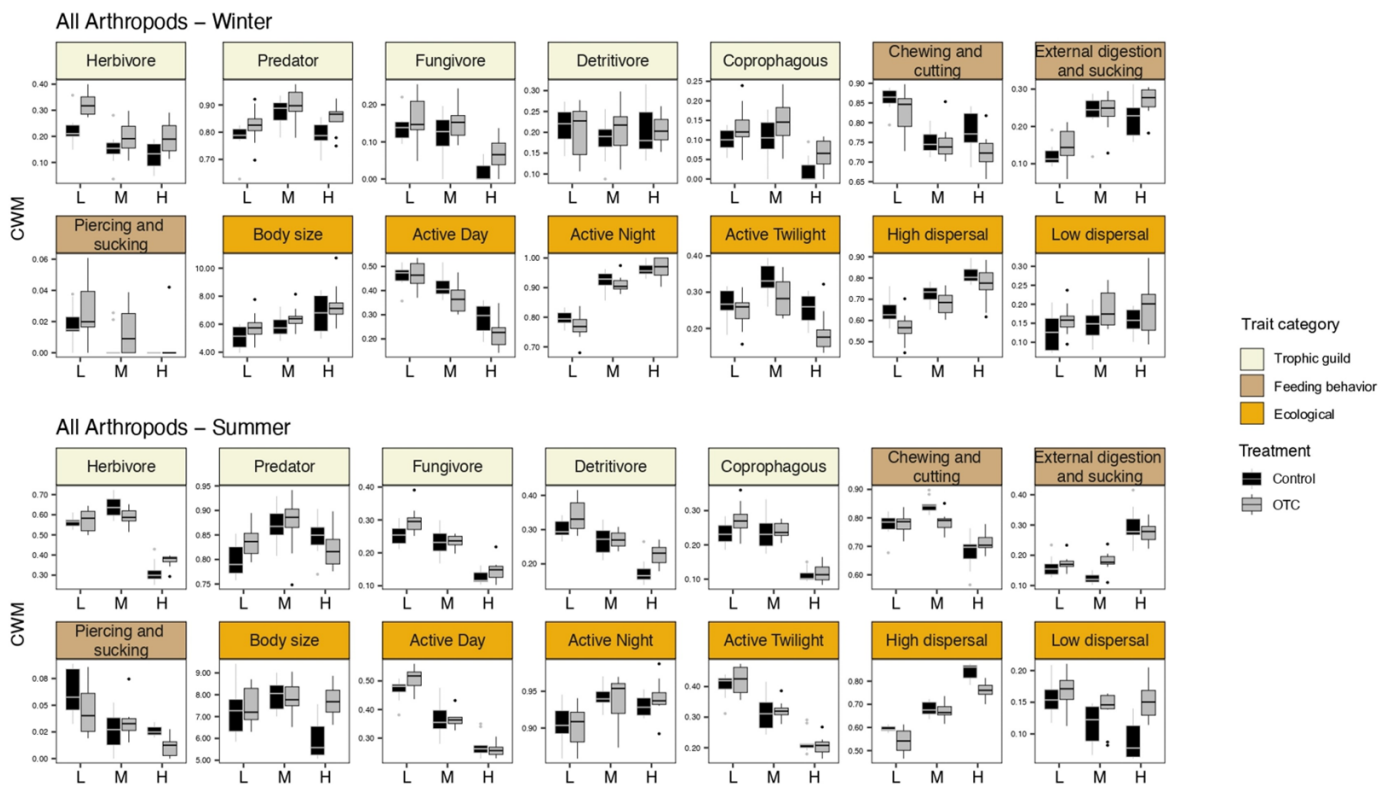 All Arthropods – Winter
Herbivore Predator Fungivore Detritivore Coprophagous Chewing and cutting External digestion and sucking
0.40 0.30 0.20 0.10
0.90 0.80 0.70
0.20 0.10 0.00
0.30 0.25 0.20 0.15 0.10
0.25 0.20 0.15 0.10 0.05 0.00
0.90 0.85 0.80 0.75 0.70 0.65
0.30 0.20 0.10
L M H L M H L M H L M H L M H L M H L M H
CWM
Piercing and sucking Body size Active Day Active Night Active Twilight High dispersal Low dispersal
0.06 0.04 0.02 0.00
10.00 8.00 6.00 4.00
0.50 0.40 0.30 0.20
1.00 0.90 0.80 0.70
0.40 0.30 0.20
0.90 0.80 0.70 0.60 0.50
0.30 0.25 0.20 0.15 0.10
L M H L M H L M H L M H L M H L M H L M H
All Arthropods – Summer
Herbivore Predator Fungivore Detritivore Coprophagous Chewing and cutting External digestion and sucking
0.70 0.60 0.50 0.40 0.30
0.95 0.90 0.85 0.80 0.75
0.40 0.30 0.20 0.10
0.40 0.30 0.20
0.30 0.20 0.10
0.90 0.80 0.70 0.60
0.40 0.30 0.20 0.10
L M H L M H L M H L M H L M H L M H L M H
CWM
Piercing and sucking Body size Active Day Active Night Active Twilight High dispersal Low dispersal
0.08 0.05 0.02 0.00
9.00 8.00 7.00 6.00 5.00
0.50 0.40 0.30
0.95 0.90
0.40 0.30 0.20
0.80 0.70 0.60 0.50
0.20 0.15 0.10
L M H L M H L M H L M H L M H L M H L M H
Trait category
Trophic guild
Feeding behavior
Ecological
Treatment
Control
OTC